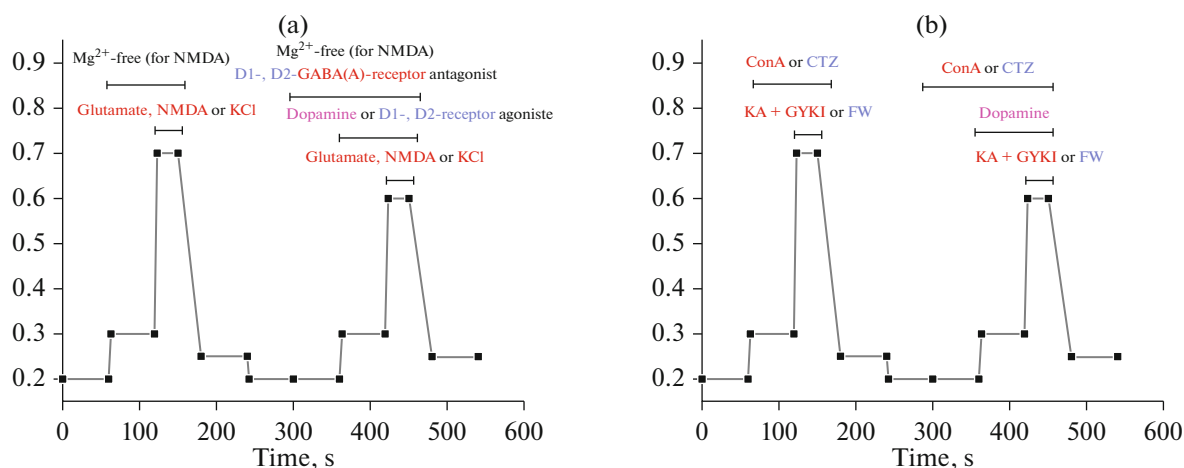 (a)
Mg2+-free (for NMDA)
Glutamate, NMDA or KCl
Mg2+-free (for NMDA)
D1-, D2-GABA(A)-receptor antagonist
Dopamine or D1-, D2-receptor agoniste
Glutamate, NMDA or KCl
0.9
0.8
0.7
0.6
0.5
0.4
0.3
0.2
0 100 200 300 400 500 600
Time, s
(b)
ConA or CTZ
KA + GYKI or FW
ConA or CTZ
Dopamine
KA + GYKI or FW
0.9
0.8
0.7
0.6
0.5
0.4
0.3
0.2
0 100 200 300 400 500 600
Time, s